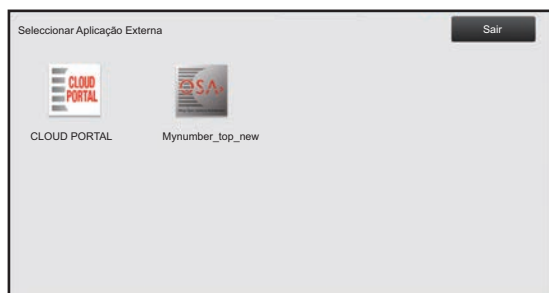 Seleccionar Aplicação Externa
Sair
CLOUD
PORTAL
OSA
CLOUD PORTAL
Mynumber_top_new